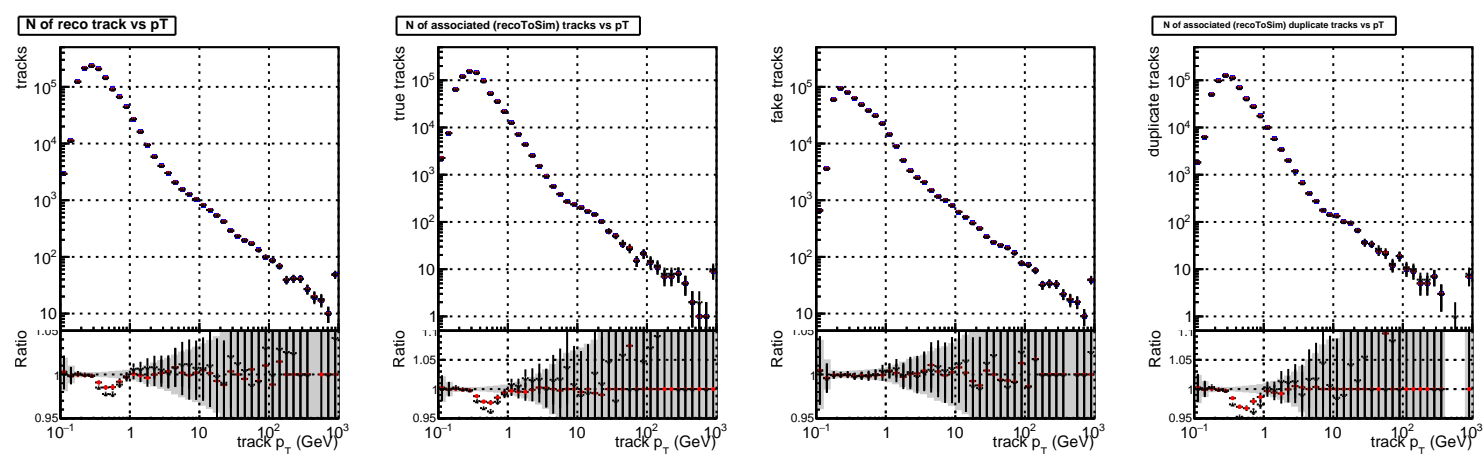 N of reco track vs pT
tracks
10^5
10^4
10^3
10^2
10
Ratio
1.05
1
0.95
10^−1 1 10 10^2 10^3
track p_T (GeV)
N of associated (recoToSim) tracks vs pT
true tracks
10^5
10^4
10^3
10^2
10
1
Ratio
1.1
1.05
1
0.95
10^−1 1 10 10^2 10^3
track p_T (GeV)
fake tracks
10^5
10^4
10^3
10^2
10
Ratio
1.05
1
0.95
10^−1 1 10 10^2 10^3
track p_T (GeV)
N of associated (recoToSim) duplicate tracks vs pT
duplicate tracks
10^5
10^4
10^3
10^2
10
1
Ratio
1.1
1.05
1
0.95
10^−1 1 10 10^2 10^3
track p_T (GeV)